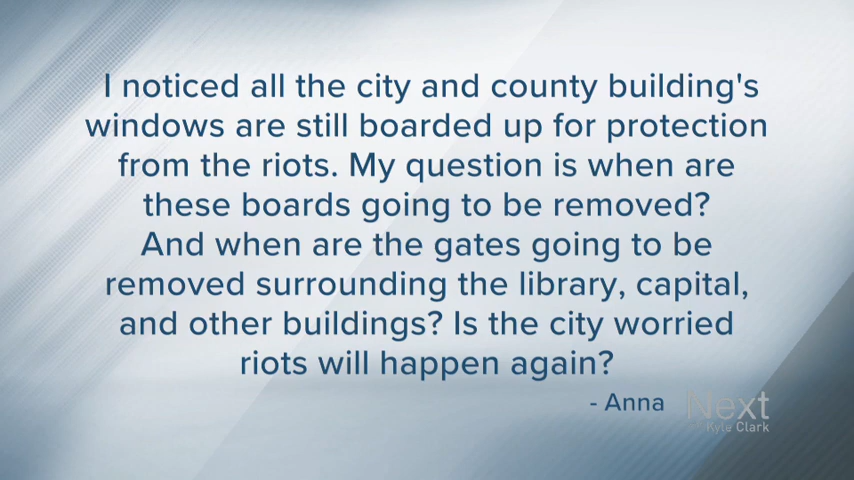 I noticed all the city and county building's
windows are still boarded up for protection
from the riots. My question is when are
these boards going to be removed?
And when are the gates going to be
removed surrounding the library, capital,
and other buildings? Is the city worried
riots will happen again?
- Anna
Next
Kyle Clark